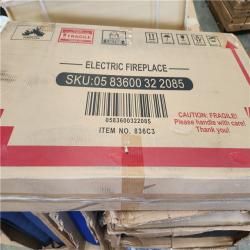 FRAGILE
ELECTRIC FIREPLACE
SKU:05 83600 32 2085
0583600322085
ITEM NO. 836C3
CAUTION: FRAGILE!
Please handle with care!
Thank you!